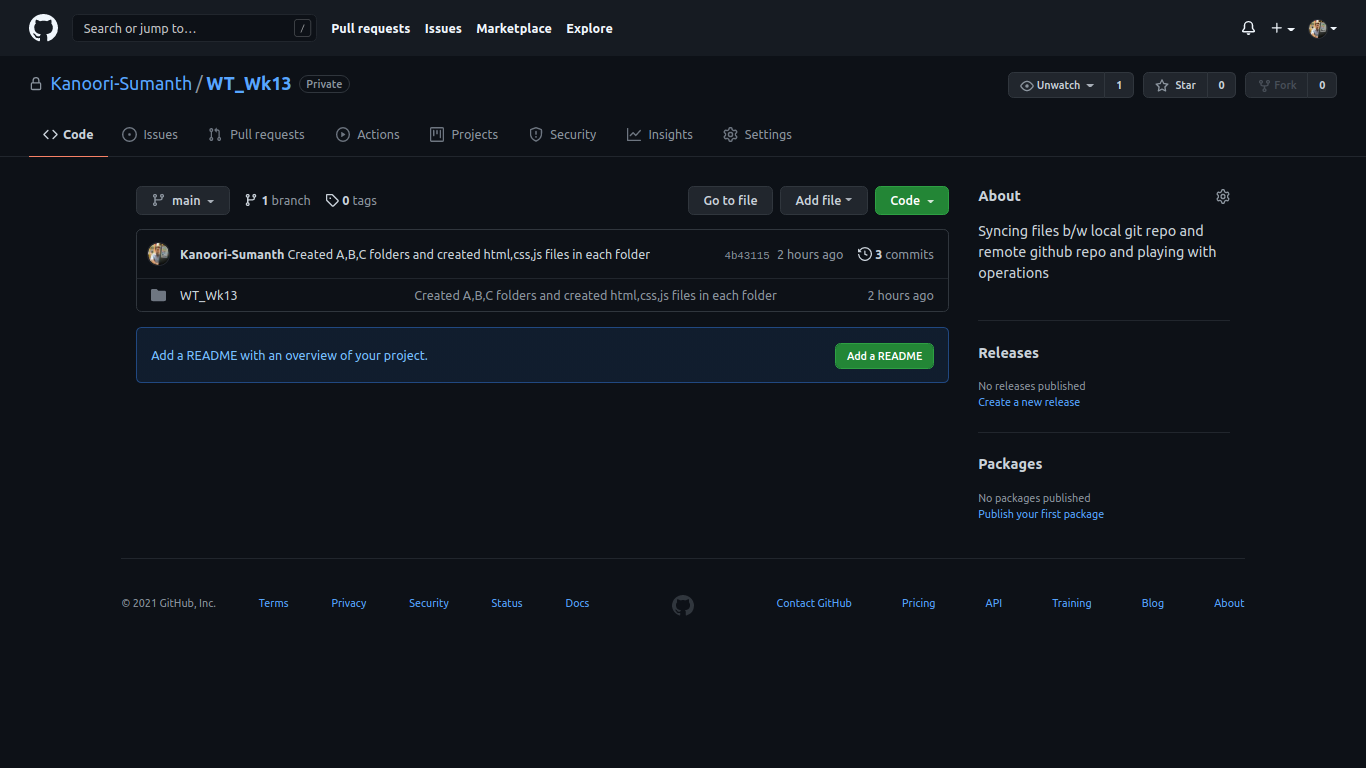 Search or jump to… /
Pull requests Issues Marketplace Explore
Kanoori-Sumanth / WT_Wk13 Private
Unwatch 1 Star 0 Fork 0
Code Issues Pull requests Actions Projects Security Insights Settings
main 1 branch 0 tags Go to file Add file Code
Kanoori-Sumanth Created A,B,C folders and created html,css,js files in each folder 4b43115 2 hours ago 3 commits
WT_Wk13 Created A,B,C folders and created html,css,js files in each folder 2 hours ago
Add a README with an overview of your project. Add a README
About
Syncing files b/w local git repo and
remote github repo and playing with
operations
Releases
No releases published
Create a new release
Packages
No packages published
Publish your first package
© 2021 GitHub, Inc. Terms Privacy Security Status Docs Contact GitHub Pricing API Training Blog About